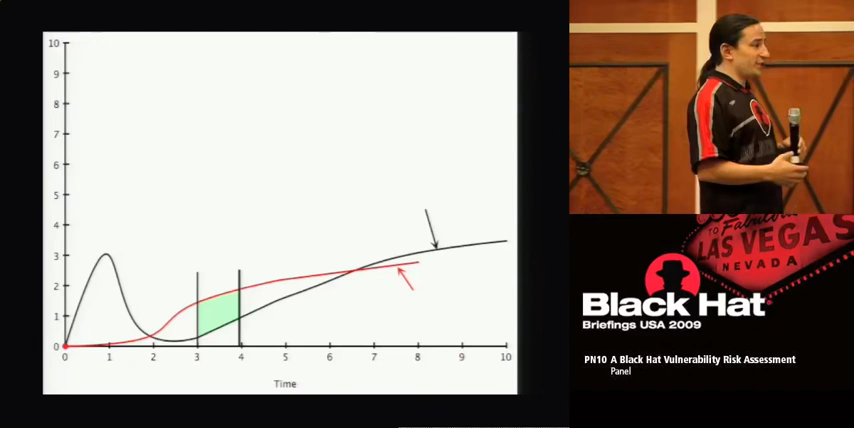 10
9
8
7
6
5
4
3
2
1
0
0 1 2 3 4 5 6 7 8 9 10
Time
TO Fabulous
LAS VEGAS
NEVADA
Black Hat
Briefings USA 2009
PN10 A Black Hat Vulnerability Risk Assessment
Panel